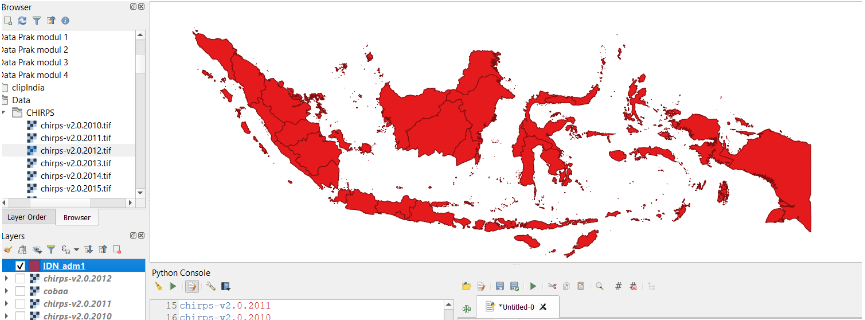 Browser
Data Prak modul 1
Data Prak modul 2
Data Prak modul 3
Data Prak modul 4
clipIndia
Data
CHIRPS
chirps-v2.0.2010.tif
chirps-v2.0.2011.tif
chirps-v2.0.2012.tif
chirps-v2.0.2013.tif
chirps-v2.0.2014.tif
chirps-v2.0.2015.tif
Layer Order
Browser
Layers
IDN_adm1
chirps-v2.0.2012
cobaa
chirps-v2.0.2011
chirps-v2.0.2010
Python Console
15 chirps-v2.0.2011
16 chirps-v2.0.2010
*Untitled-0